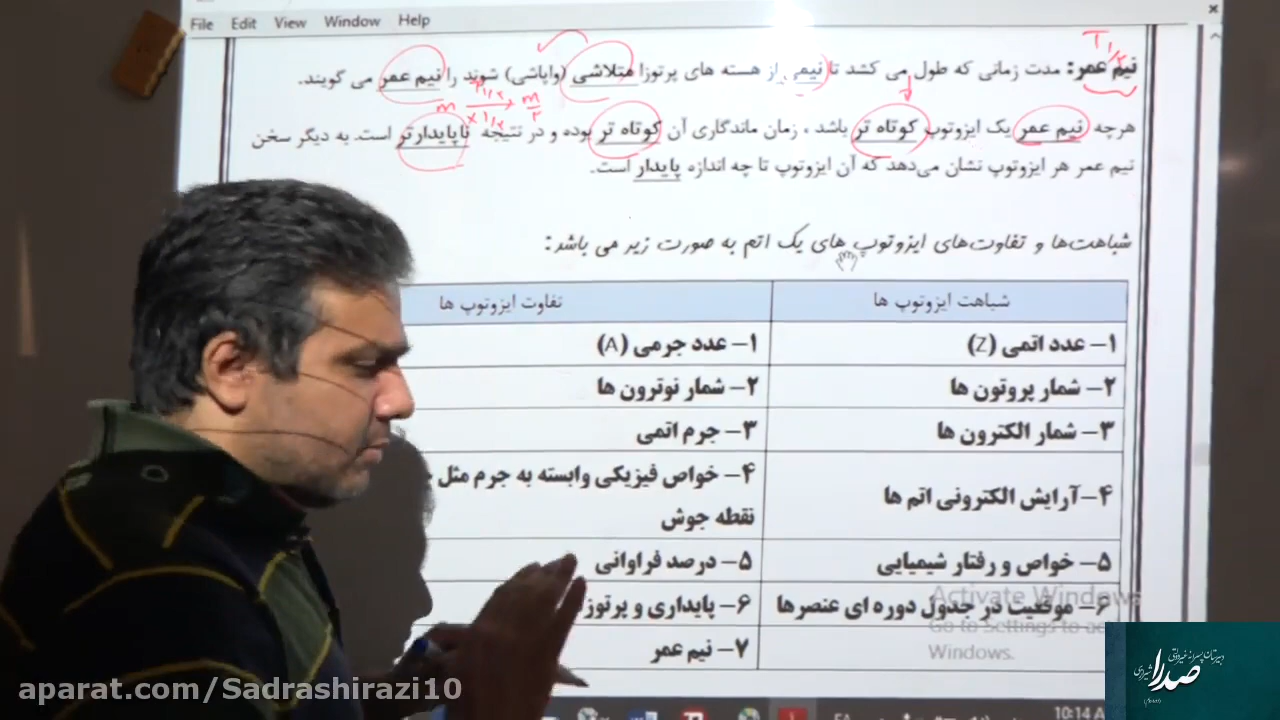 File Edit View Window Help
T 1/2
نیم عمر: مدت زمانی که طول می کشد تا نیمی از هسته های پرتوزا متلاشی (واپاشی) شوند را نیم عمر می گویند.
هرچه نیم عمر یک ایزوتوپ کوتاه تر باشد ، زمان ماندگاری آن کوتاه تر بوده و در نتیجه ناپایدارتر است. به دیگر سخن
نیم عمر هر ایزوتوپ نشان می‌دهد که آن ایزوتوپ تا چه اندازه پایدار است.
شباهت‌ها و تفاوت‌های ایزوتوپ های یک اتم به صورت زیر می باشد:
شباهت ایزوتوپ ها
تفاوت ایزوتوپ ها
۱- عدد اتمی (Z)
۱- عدد جرمی (A)
۲- شمار پروتون ها
۲- شمار نوترون ها
۳- شمار الکترون ها
۳- جرم اتمی
۴-آرایش الکترونی اتم ها
۴- خواص فیزیکی وابسته به جرم مثل
نقطه جوش
۵- خواص و رفتار شیمیایی
۵- درصد فراوانی
۶- موقعیت در جدول دوره ای عنصرها
۶- پایداری و
۷- نیم عمر
Activate Windows
Go to Settings to
Windows.
10:14 A
aparat.com/Sadrashirazi10
دبیرستان پسرانه غیردولتی
صدرا